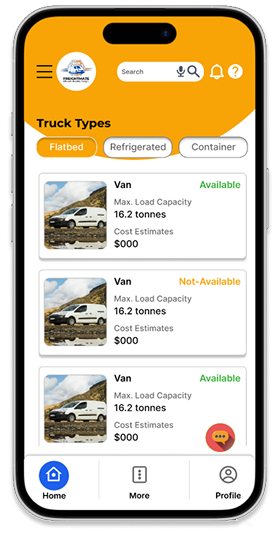 FREIGHTMATE
Search
Truck Types
Flatbed
Refrigerated
Container
Van
Available
Max. Load Capacity
16.2 tonnes
Cost Estimates
$000
Van
Not-Available
Max. Load Capacity
16.2 tonnes
Cost Estimates
$000
Van
Available
Max. Load Capacity
16.2 tonnes
Cost Estimates
$000
Home
More
Profile